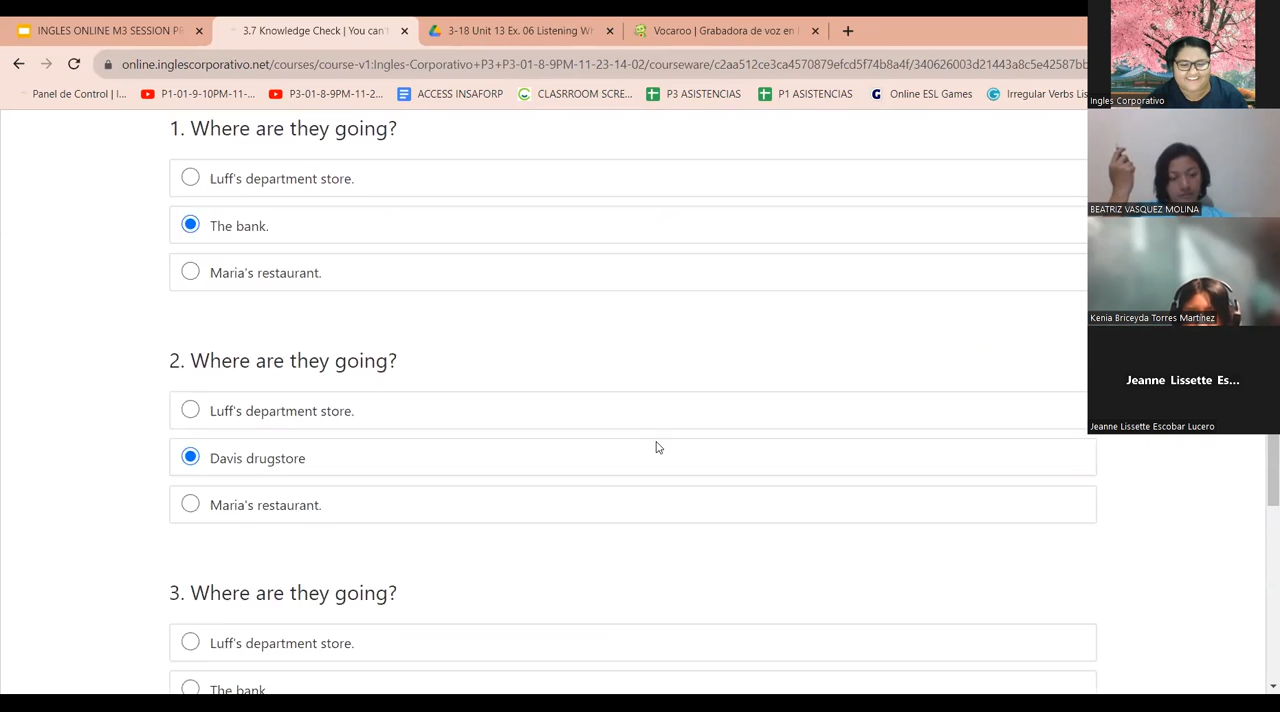 INGLES ONLINE M3 SESSION PR
3.7 Knowledge Check | You can't
3-18 Unit 13 Ex. 06 Listening Wh
Vocaroo | Grabadora de voz en l
online.inglescorporativo.net/courses/course-v1:Ingles-Corporativo+P3+P3-01-8-9PM-11-23-14-02/courseware/c2aa512ce3ca4570879efcd5f74b8a4f/340626003d21443a8c5e42587bb
Panel de Control | I...
P1-01-9-10PM-11-...
P3-01-8-9PM-11-2...
ACCESS INSAFORP
CLASRROOM SCRE...
P3 ASISTENCIAS
P1 ASISTENCIAS
Online ESL Games
Irregular Verbs Lis
Ingles Corporativo
BEATRIZ VASQUEZ MOLINA
Kenia Briceyda Torres Martínez
Jeanne Lissette Es...
Jeanne Lissette Escobar Lucero
1. Where are they going?
Luff's department store.
The bank.
Maria's restaurant.
2. Where are they going?
Luff's department store.
Davis drugstore
Maria's restaurant.
3. Where are they going?
Luff's department store.
The bank